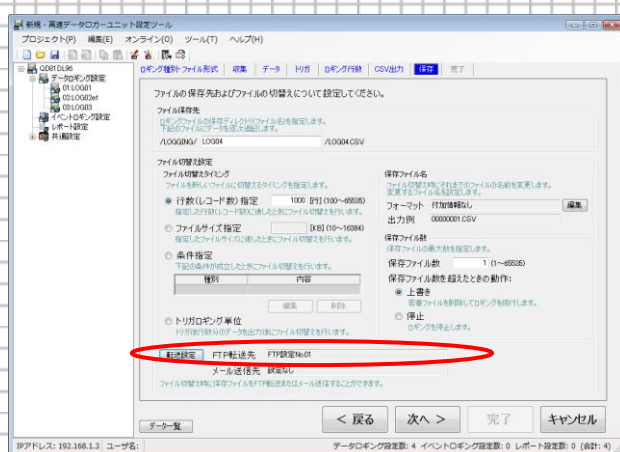 新規 - 高速データロガーユニット設定ツール
プロジェクト(P) 編集(E) オンライン(O) ツール(T) ヘルプ(H)
QD81DL96
データロギング設定
01:LOG01
02:LOG02ef
03:LOG03
イベントロギング設定
レポート設定
共通設定
ロギング種別・ファイル形式 収集 データ トリガ ロギング行数 CSV出力 保存 完了
ファイルの保存先およびファイルの切替えについて設定してください。
ファイル保存先
ロギングファイルの保存ディレクトリ(ファイル名)を指定します。
下記のファイルにデータを逐次追記します。
/LOGGING/ LOG04 /LOG04.CSV
ファイル切替え設定
ファイル切替えタイミング
ファイルを新しいファイルに切替えるタイミングを指定します。
行数(レコード数)指定 1000 [行] (100～65535)
指定した行数(レコード数)に達したときにファイル切替えを行います。
ファイルサイズ指定 [KB] (10～16384)
指定したファイルサイズに達したときにファイル切替えを行います。
条件指定
下記の条件が成立したときにファイル切替えを行います。
種別 内容
編集 削除
トリガロギング単位
トリガ後行数分のデータを出力後にファイル切替えを行います。
保存ファイル名
ファイル切替え時にそれまでのファイルの名前を変更します。
変更するファイル名を設定します。
フォーマット 付加情報なし 編集
出力例 00000001.CSV
保存ファイル数
保存ファイルの最大数を指定します。
保存ファイル数 1 (1～65535)
保存ファイル数を超えたときの動作:
上書き
若番ファイルを削除してロギングを続行します。
停止
ロギングを停止します。
転送設定 FTP転送先 FTP設定No.01
メール送信先 設定なし
ファイル切替え時に保存ファイルをFTP転送またはメール送信することができます。
データ一覧 < 戻る 次へ > 完了 キャンセル
IPアドレス: 192.168.1.3 ユーザ名: データロギング設定数: 4 イベントロギング設定数: 0 レポート設定数: 0 (合計: 4)